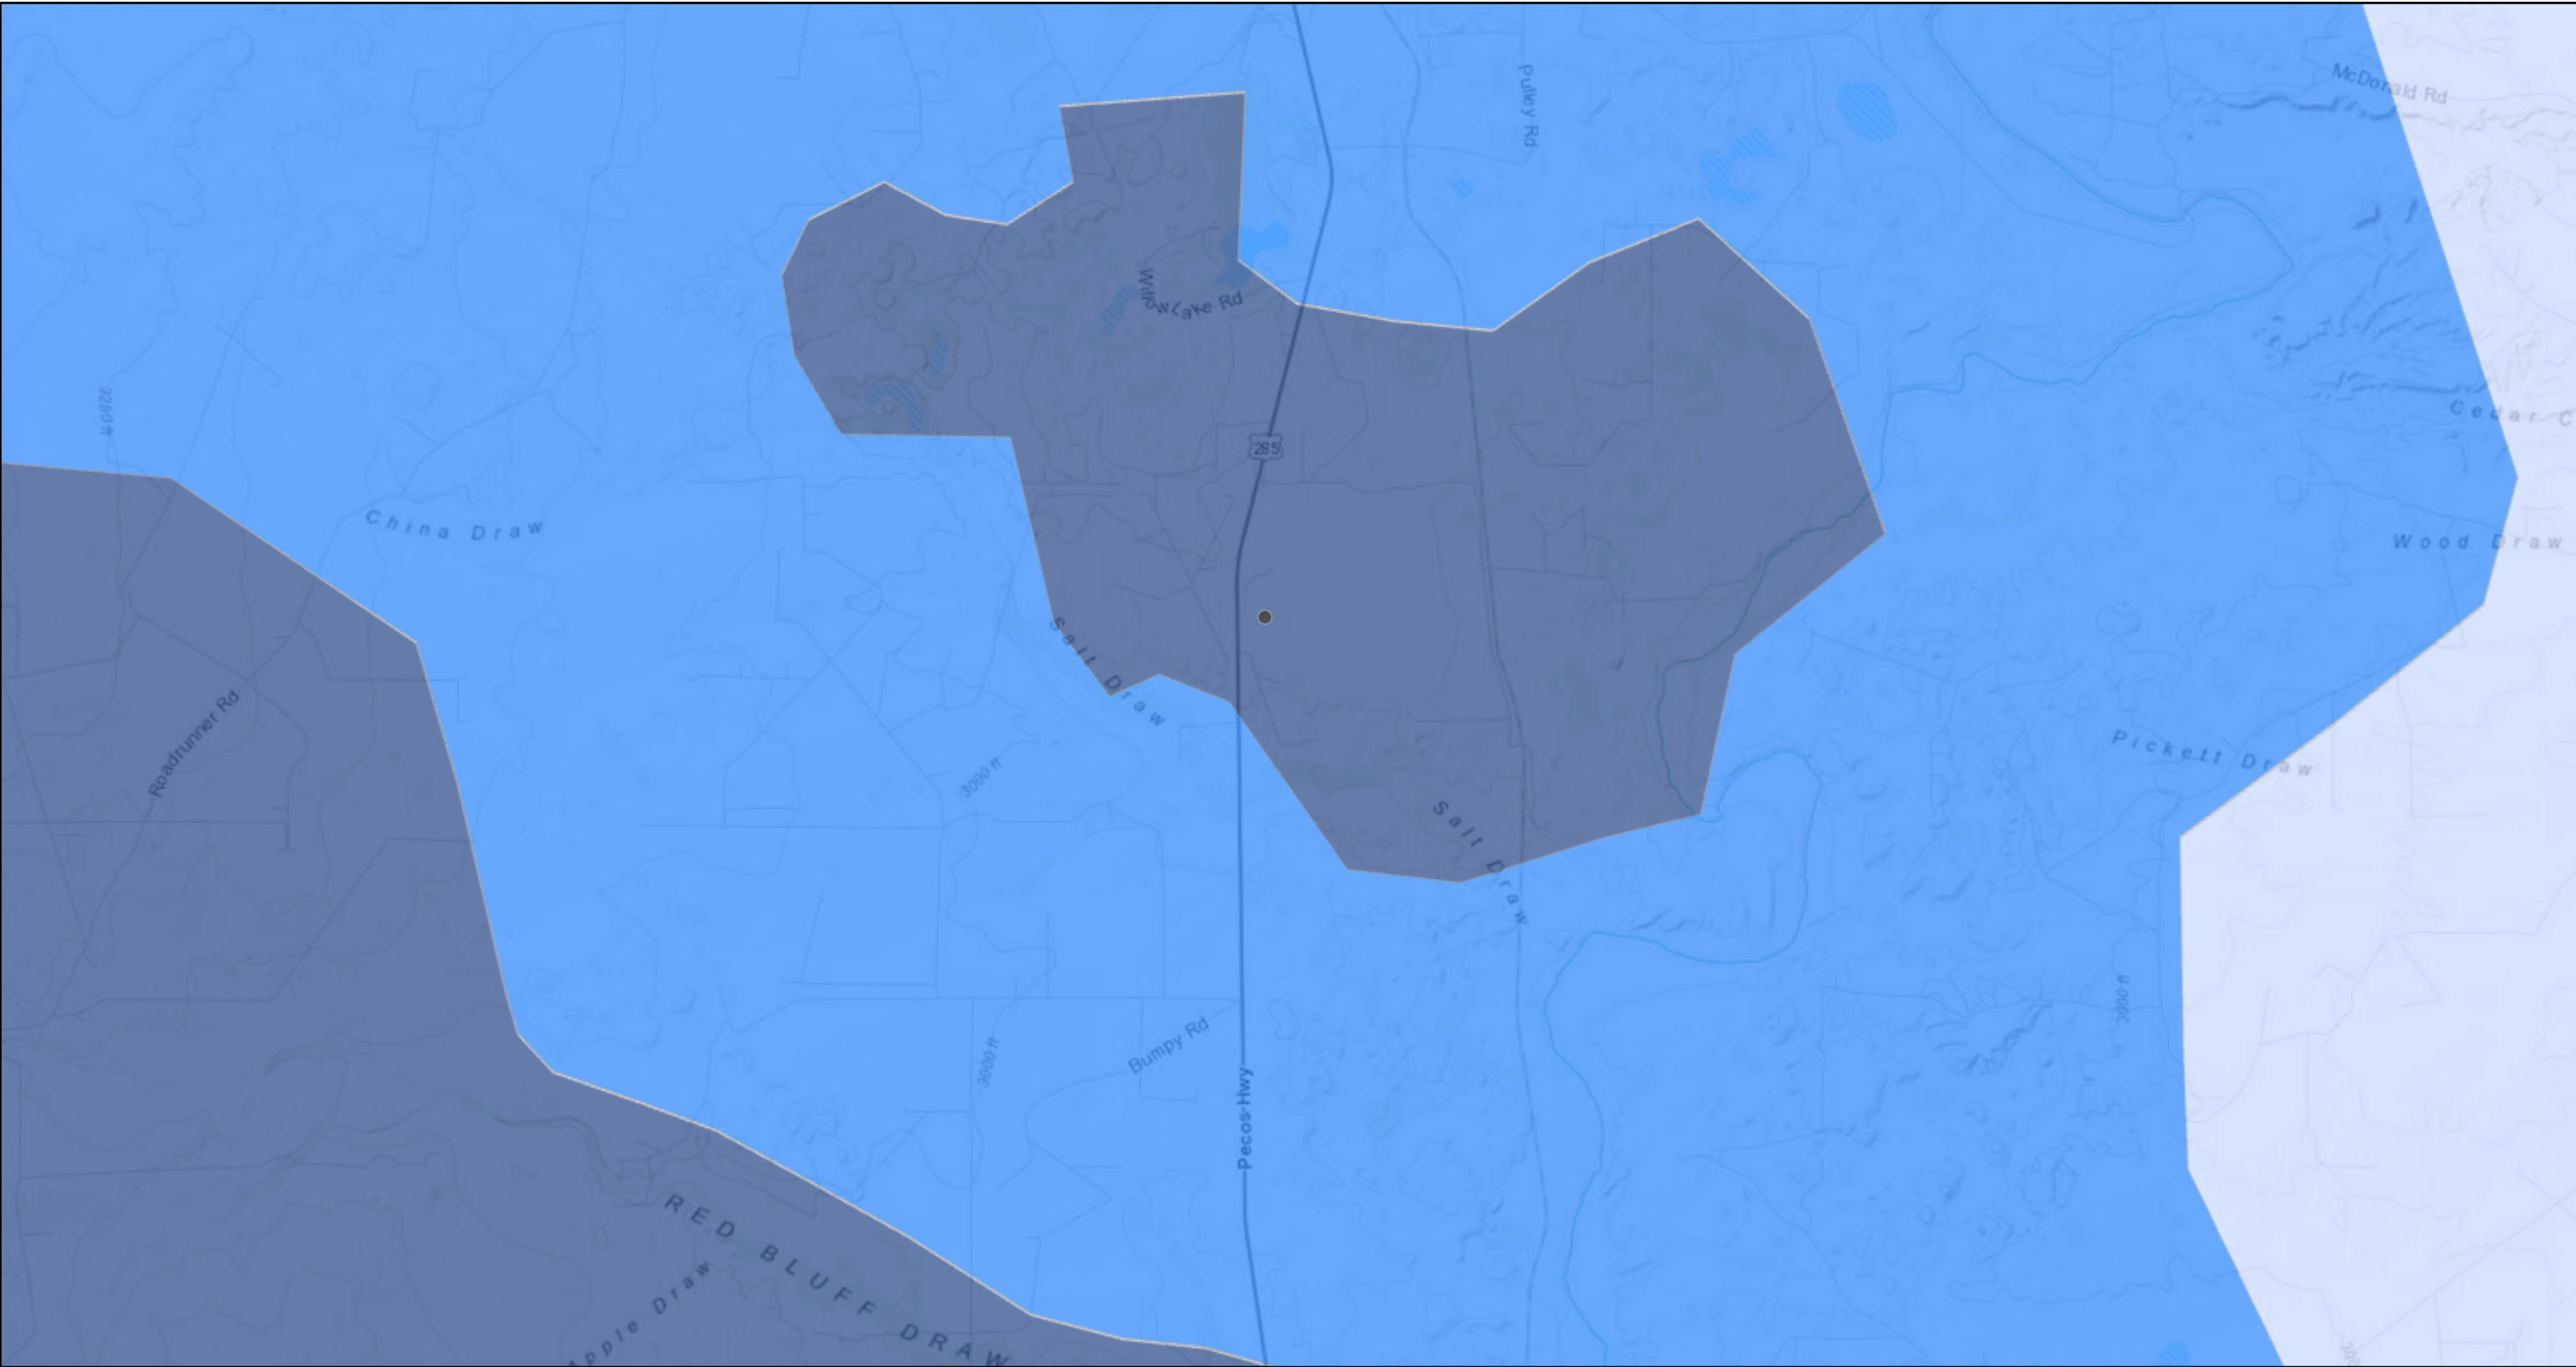 McDonald Rd
Pulley Rd
Willow Lake Rd
3250 ft
Cedar C
285
China Draw
Wood Draw
Salt Draw
Roadrunner Rd
Pickett Draw
3000 ft
Salt Draw
3000 ft
Bumpy Rd
3000 ft
Pecos Hwy
RED BLUFF DRAW
Apple Draw
300